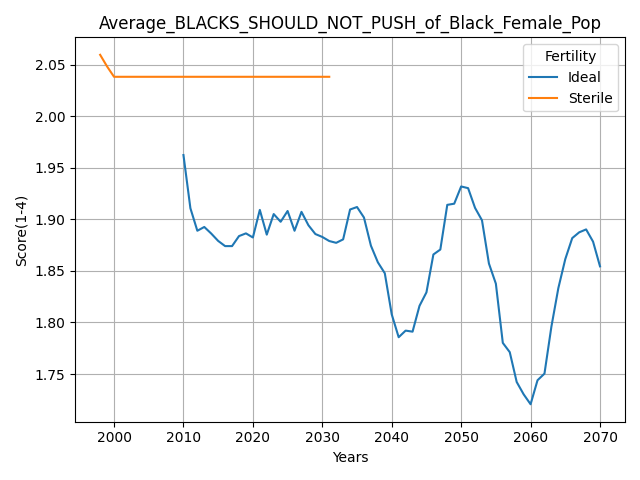 Average_BLACKS_SHOULD_NOT_PUSH_of_Black_Female_Pop
Fertility
Ideal
Sterile
Score(1-4)
2.05
2.00
1.95
1.90
1.85
1.80
1.75
2000 2010 2020 2030 2040 2050 2060 2070
Years